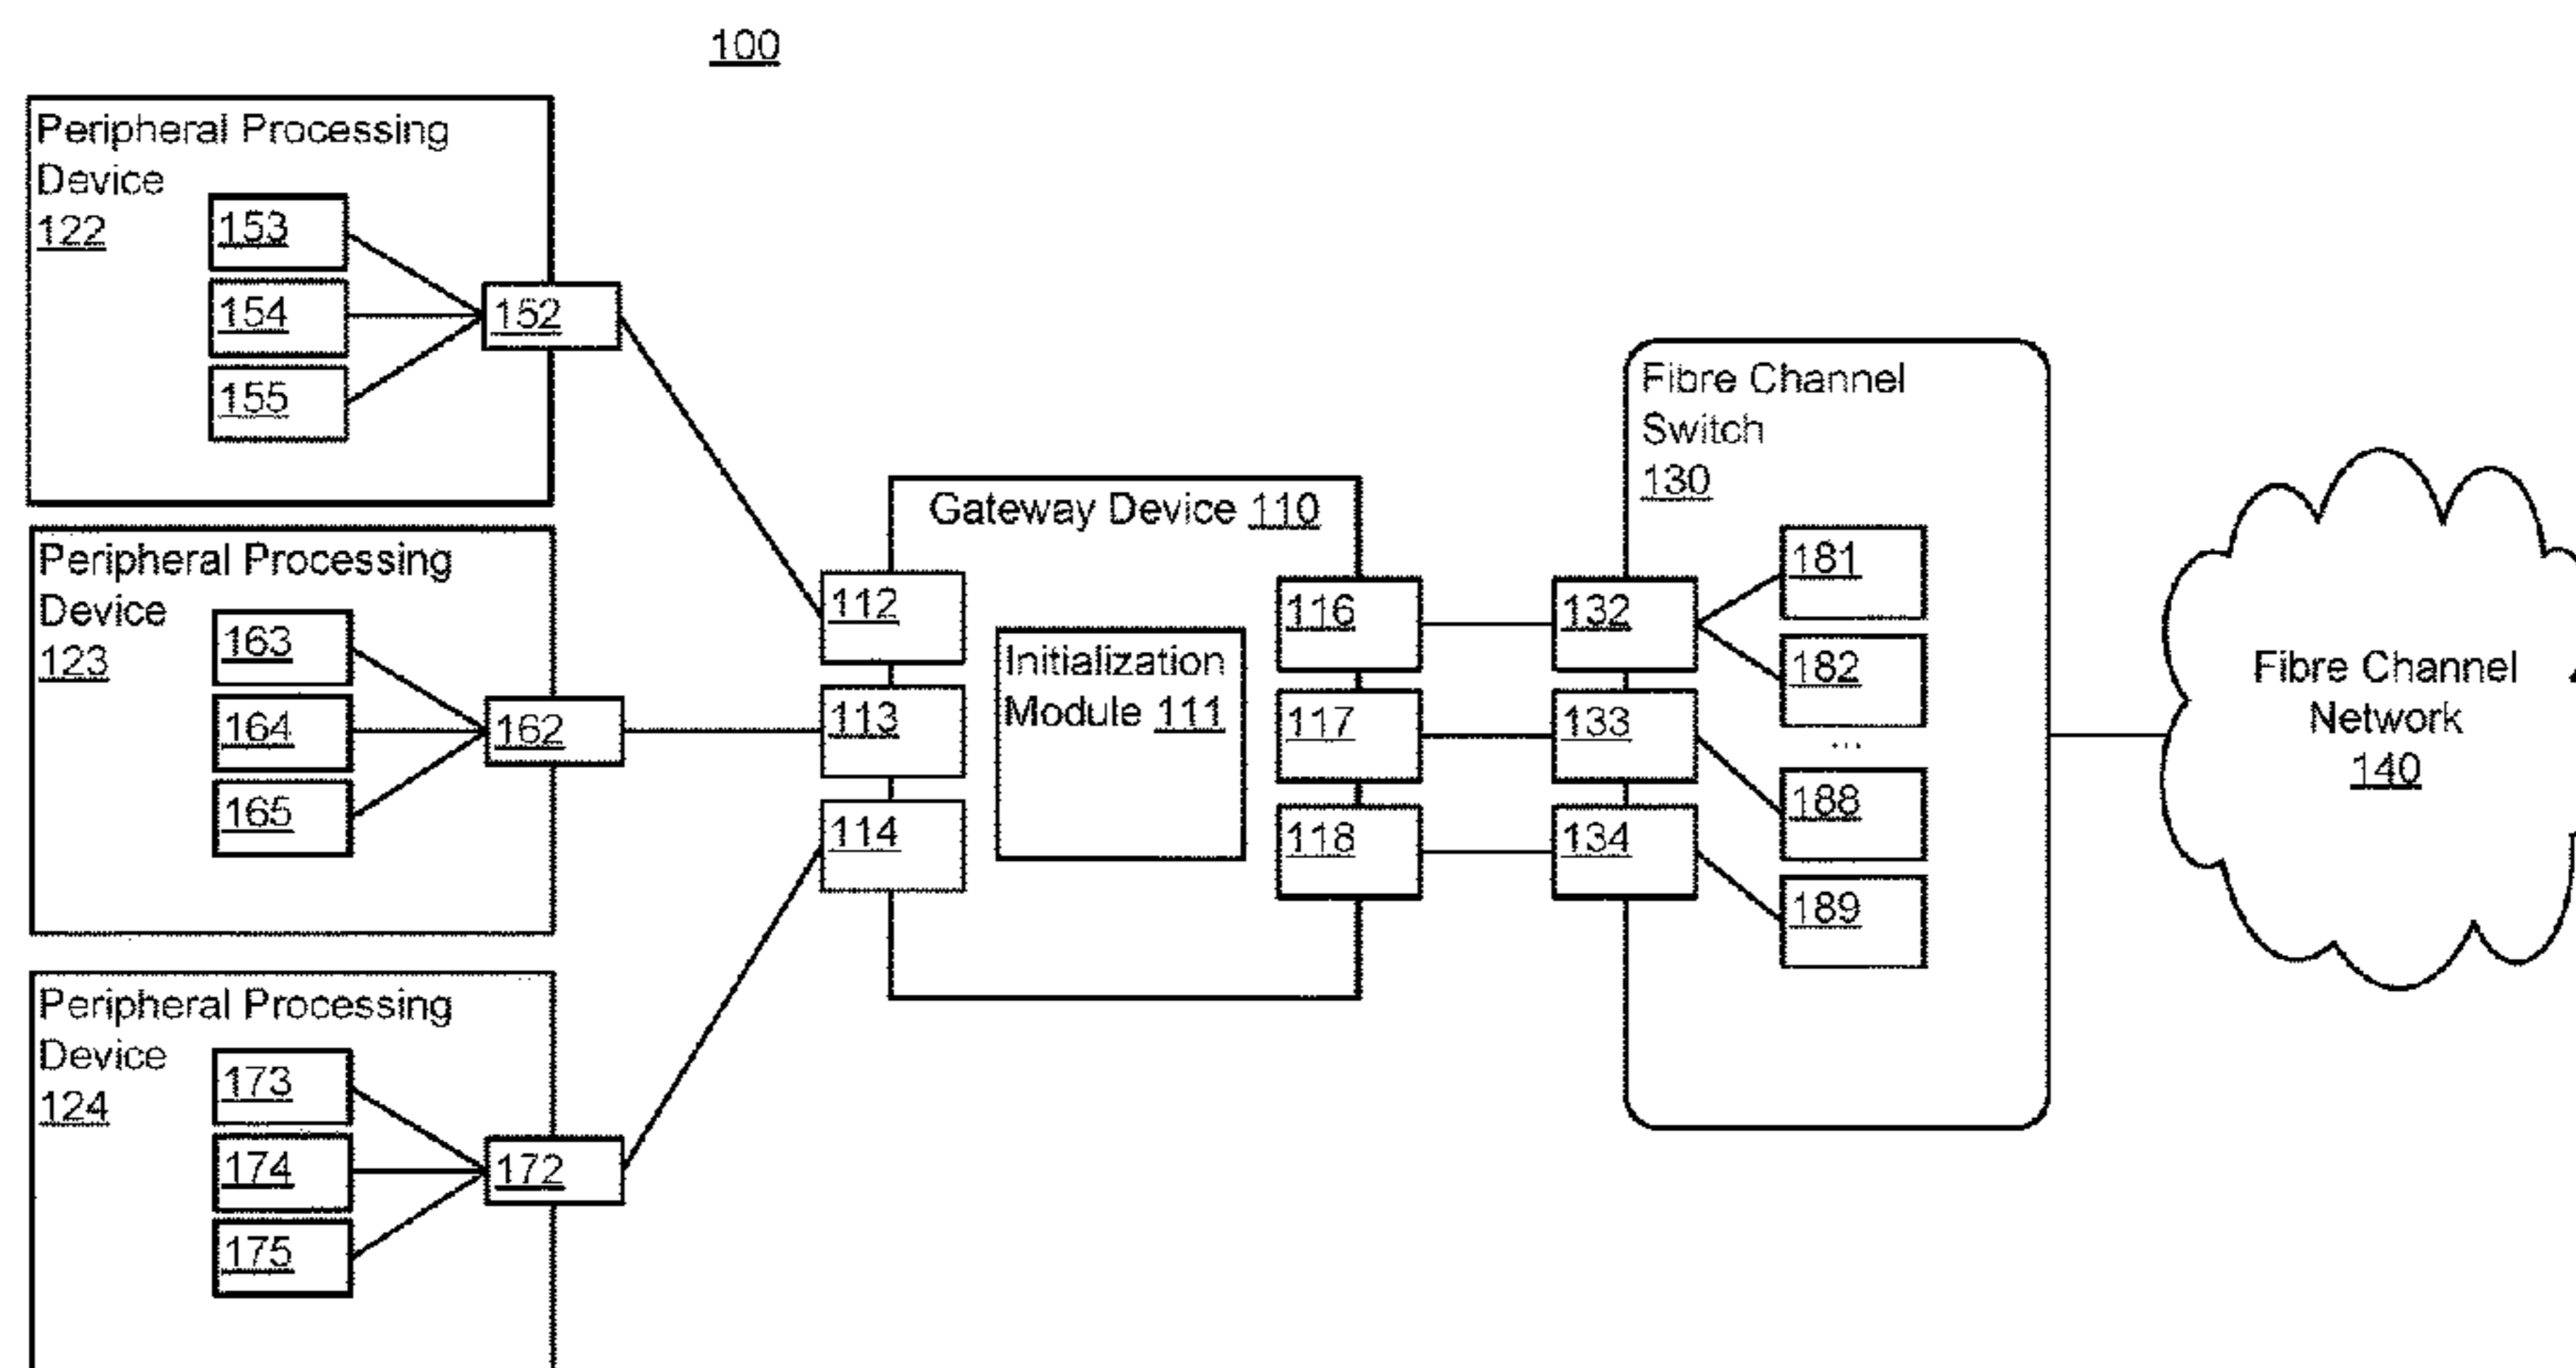 100
Peripheral Processing
Device
122
153
154
155
152
Peripheral Processing
Device
123
163
164
165
162
Peripheral Processing
Device
124
173
174
175
172
Gateway Device 110
112
113
114
Initialization
Module 111
116
117
118
Fibre Channel
Switch
130
132
133
134
181
182
...
188
189
Fibre Channel
Network
140